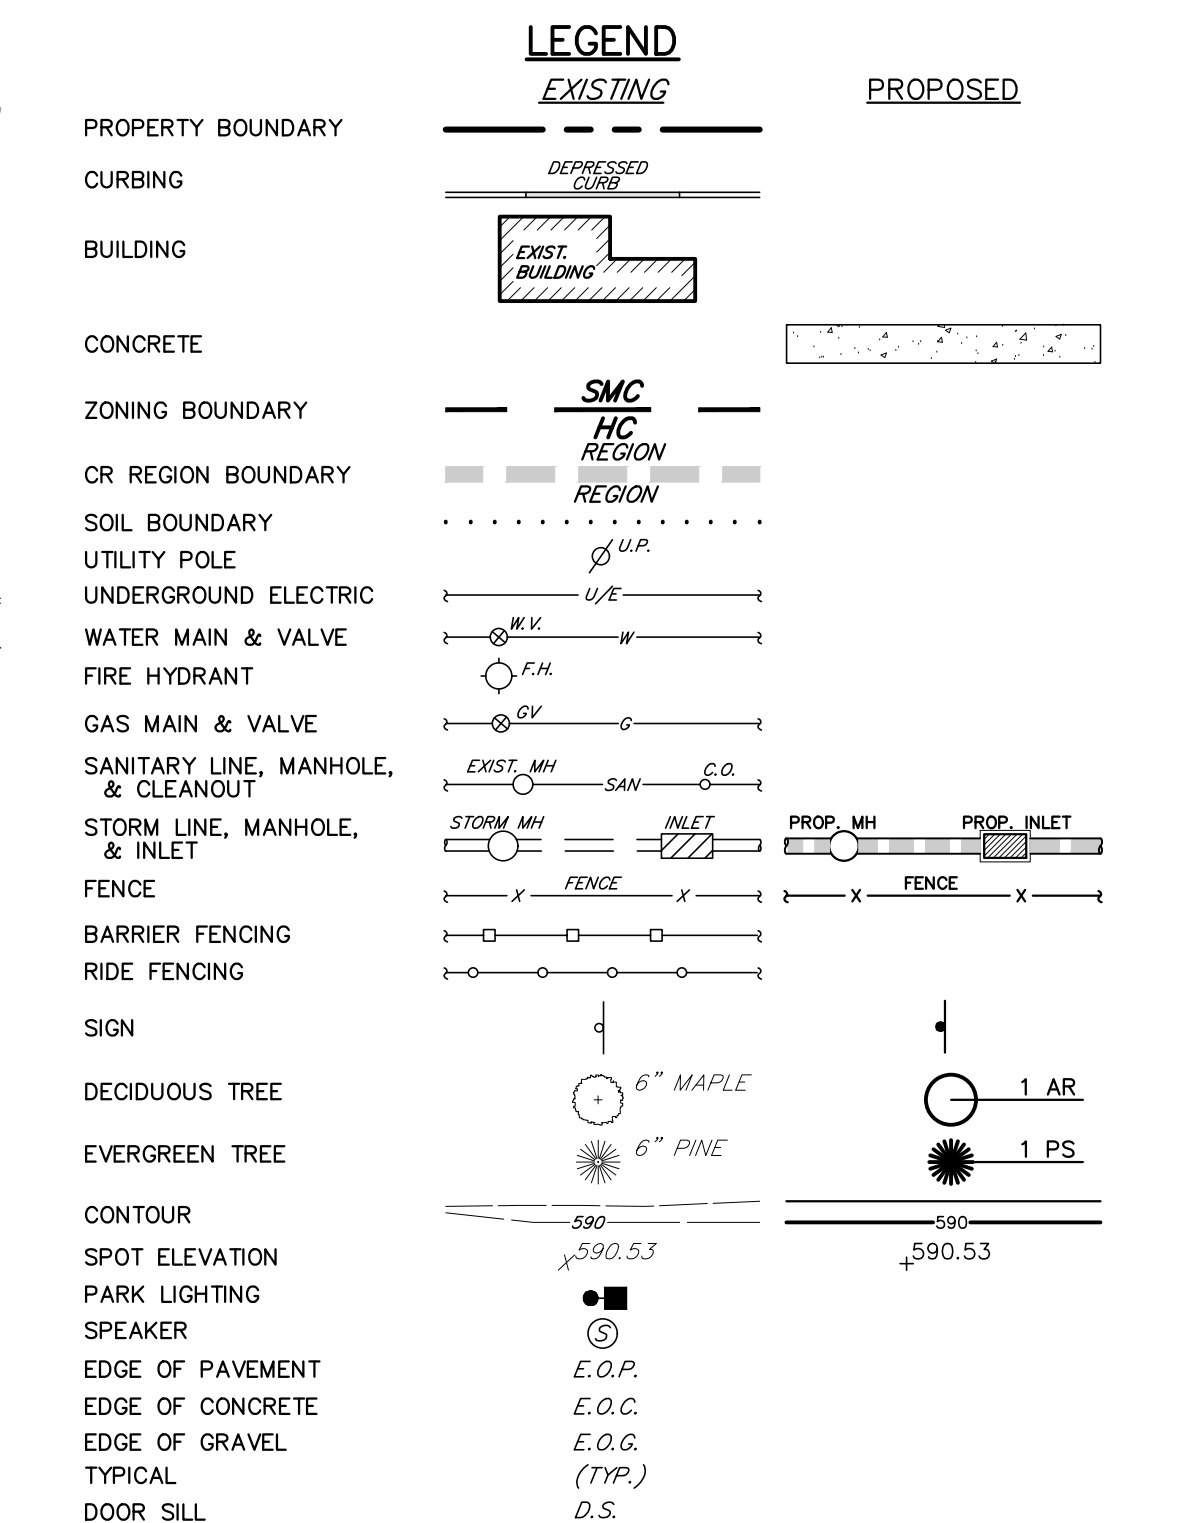 LEGEND
EXISTING PROPOSED
PROPERTY BOUNDARY
CURBING DEPRESSED
CURB
BUILDING EXIST.
BUILDING
CONCRETE
SMC
ZONING BOUNDARY
HC
REGION
CR REGION BOUNDARY
REGION
SOIL BOUNDARY
UTILITY POLE U.P.
UNDERGROUND ELECTRIC U/E
WATER MAIN & VALVE W.V. W
FIRE HYDRANT F.H.
GAS MAIN & VALVE GV G
SANITARY LINE, MANHOLE, EXIST. MH C.O.
& CLEANOUT SAN
STORM LINE, MANHOLE, STORM MH INLET PROP. MH PROP. INLET
& INLET
FENCE X FENCE X X FENCE X
BARRIER FENCING
RIDE FENCING
SIGN
DECIDUOUS TREE 6" MAPLE 1 AR
EVERGREEN TREE 6" PINE 1 PS
CONTOUR 590 590
SPOT ELEVATION X 590.53 +590.53
PARK LIGHTING
SPEAKER S
EDGE OF PAVEMENT E.O.P.
EDGE OF CONCRETE E.O.C.
EDGE OF GRAVEL E.O.G.
TYPICAL (TYP.)
DOOR SILL D.S.